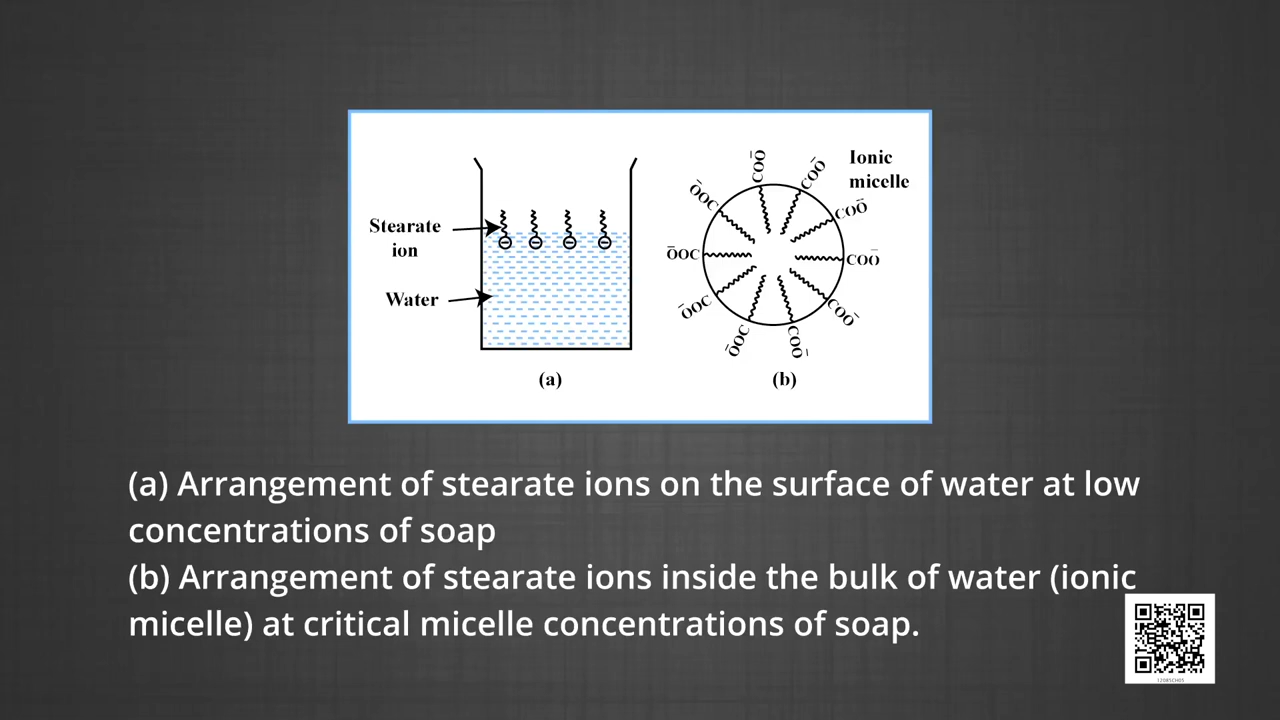 Stearate
ion
Water
(a)
Ionic
micelle
COO⁻
COO⁻
COO⁻
COO⁻
COO⁻
COO⁻
⁻OOC
⁻OOC
⁻OOC
⁻OOC
(b)
(a) Arrangement of stearate ions on the surface of water at low
concentrations of soap
(b) Arrangement of stearate ions inside the bulk of water (ionic
micelle) at critical micelle concentrations of soap.
12085CH05